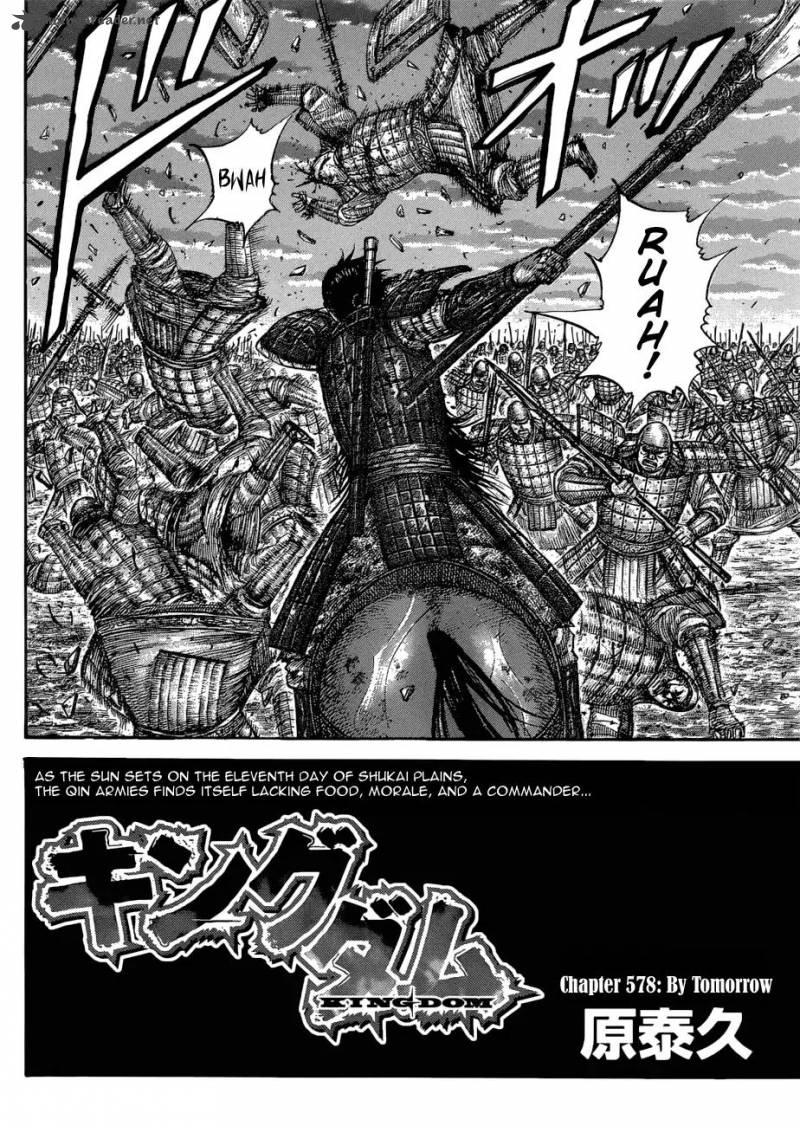 ドオッ
BWAH
RUAH!
AS THE SUN SETS ON THE ELEVENTH DAY OF SHUKAI PLAINS,
THE QIN ARMIES FINDS ITSELF LACKING FOOD, MORALE, AND A COMMANDER...
キングダム
KINGDOM
Chapter 578: By Tomorrow
原泰久